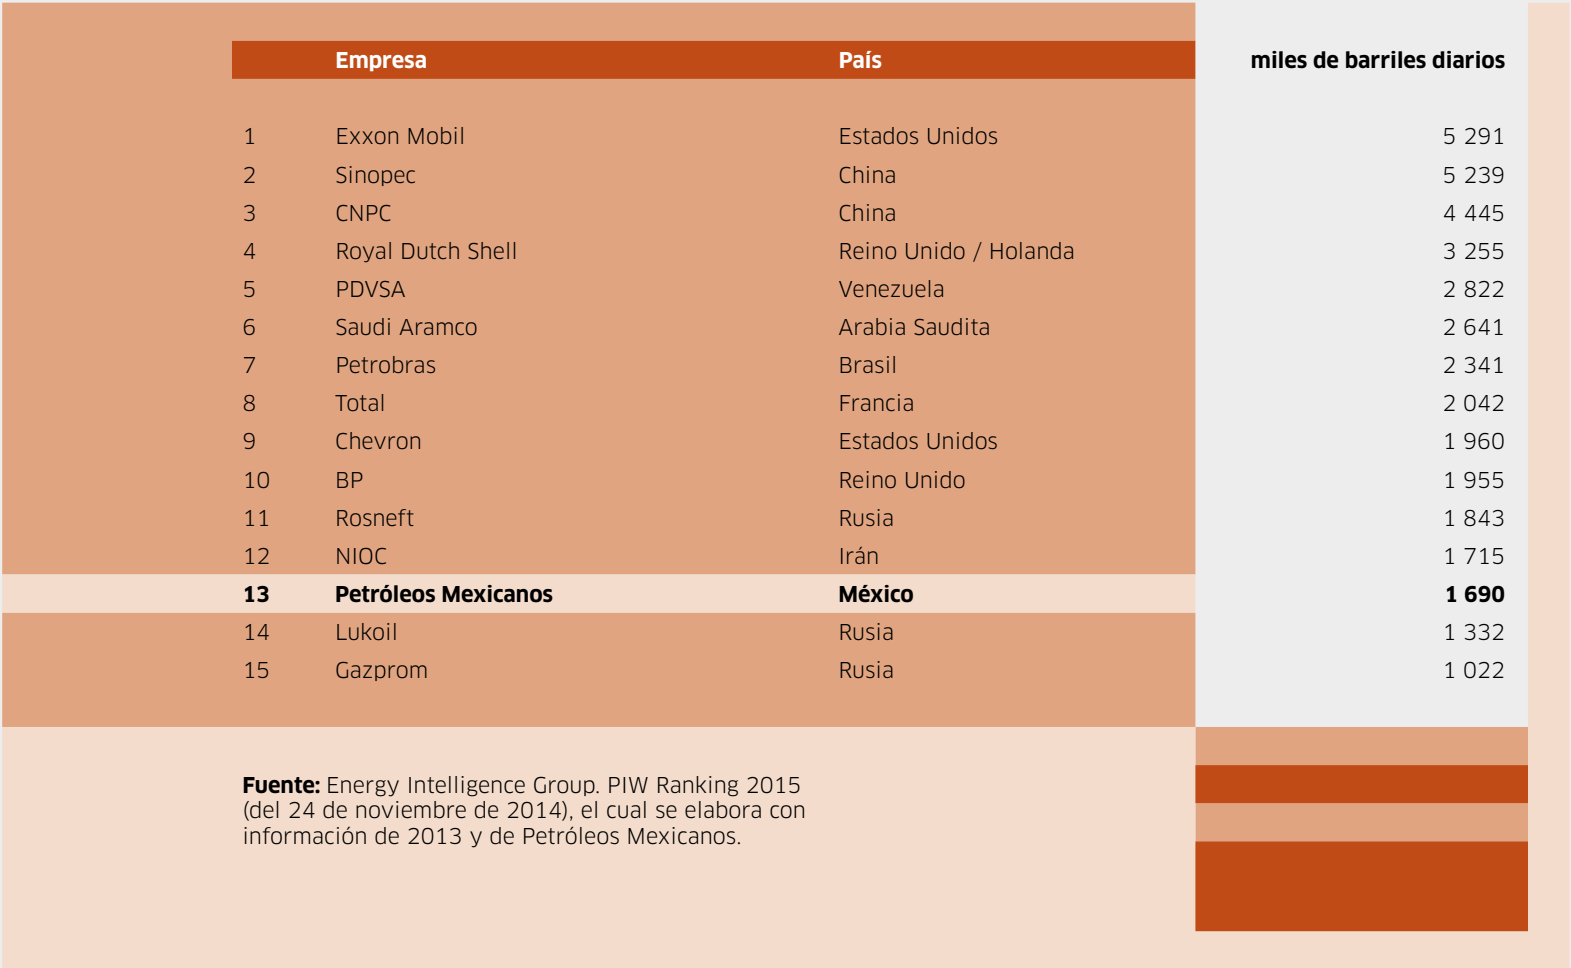 Empresa País miles de barriles diarios
1 Exxon Mobil Estados Unidos 5 291
2 Sinopec China 5 239
3 CNPC China 4 445
4 Royal Dutch Shell Reino Unido / Holanda 3 255
5 PDVSA Venezuela 2 822
6 Saudi Aramco Arabia Saudita 2 641
7 Petrobras Brasil 2 341
8 Total Francia 2 042
9 Chevron Estados Unidos 1 960
10 BP Reino Unido 1 955
11 Rosneft Rusia 1 843
12 NIOC Irán 1 715
13 Petróleos Mexicanos México 1 690
14 Lukoil Rusia 1 332
15 Gazprom Rusia 1 022
Fuente: Energy Intelligence Group. PIW Ranking 2015
(del 24 de noviembre de 2014), el cual se elabora con
información de 2013 y de Petróleos Mexicanos.